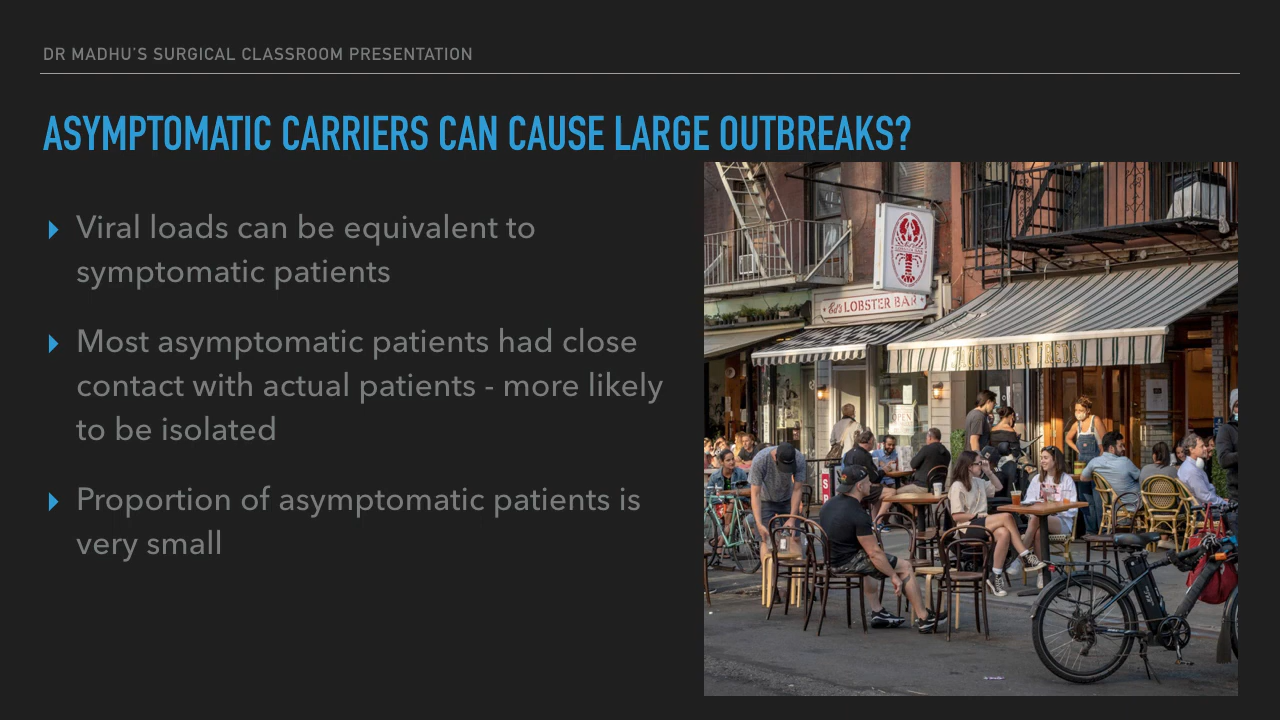 DR MADHU'S SURGICAL CLASSROOM PRESENTATION
ASYMPTOMATIC CARRIERS CAN CAUSE LARGE OUTBREAKS?
Viral loads can be equivalent to
symptomatic patients
Most asymptomatic patients had close
contact with actual patients - more likely
to be isolated
Proportion of asymptomatic patients is
very small
Ed's LOBSTER BAR
OPEN